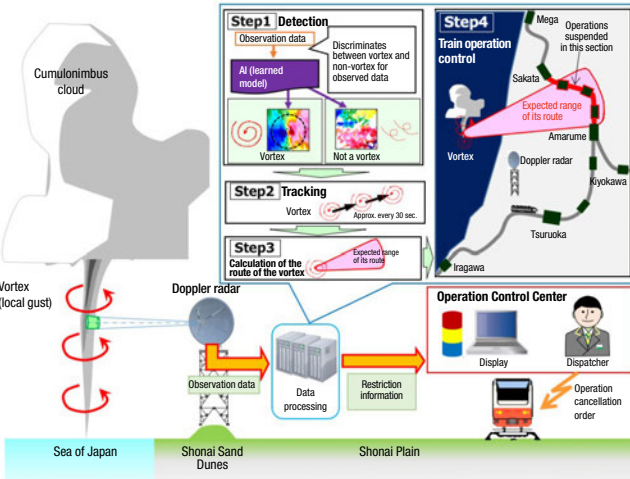 Cumulonimbus
cloud
Vortex
(local gust)
Step1 Detection
Observation data
AI (learned
model)
Discriminates
between vortex and
non-vortex for
observed data
Vortex
Not a vortex
Step2 Tracking
Vortex
Approx. every 30 sec.
Step3
Calculation of the
route of the vortex
Expected range
of its route
Step4
Train operation
control
Mega
Operations
suspended
in this section
Sakata
Expected range
of its route
Amarume
Vortex
Doppler radar
Kiyokawa
Tsuruoka
Iragawa
Doppler radar
Observation data
Data
processing
Restriction
information
Operation Control Center
Display
Dispatcher
Operation
cancellation
order
Sea of Japan
Shonai Sand
Dunes
Shonai Plain